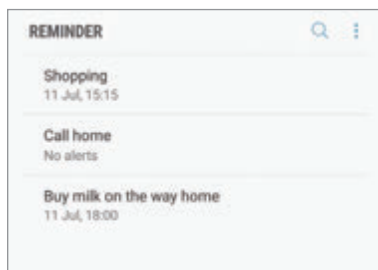 REMINDER
Shopping
11 Jul, 15:15
Call home
No alerts
Buy milk on the way home
11 Jul, 18:00